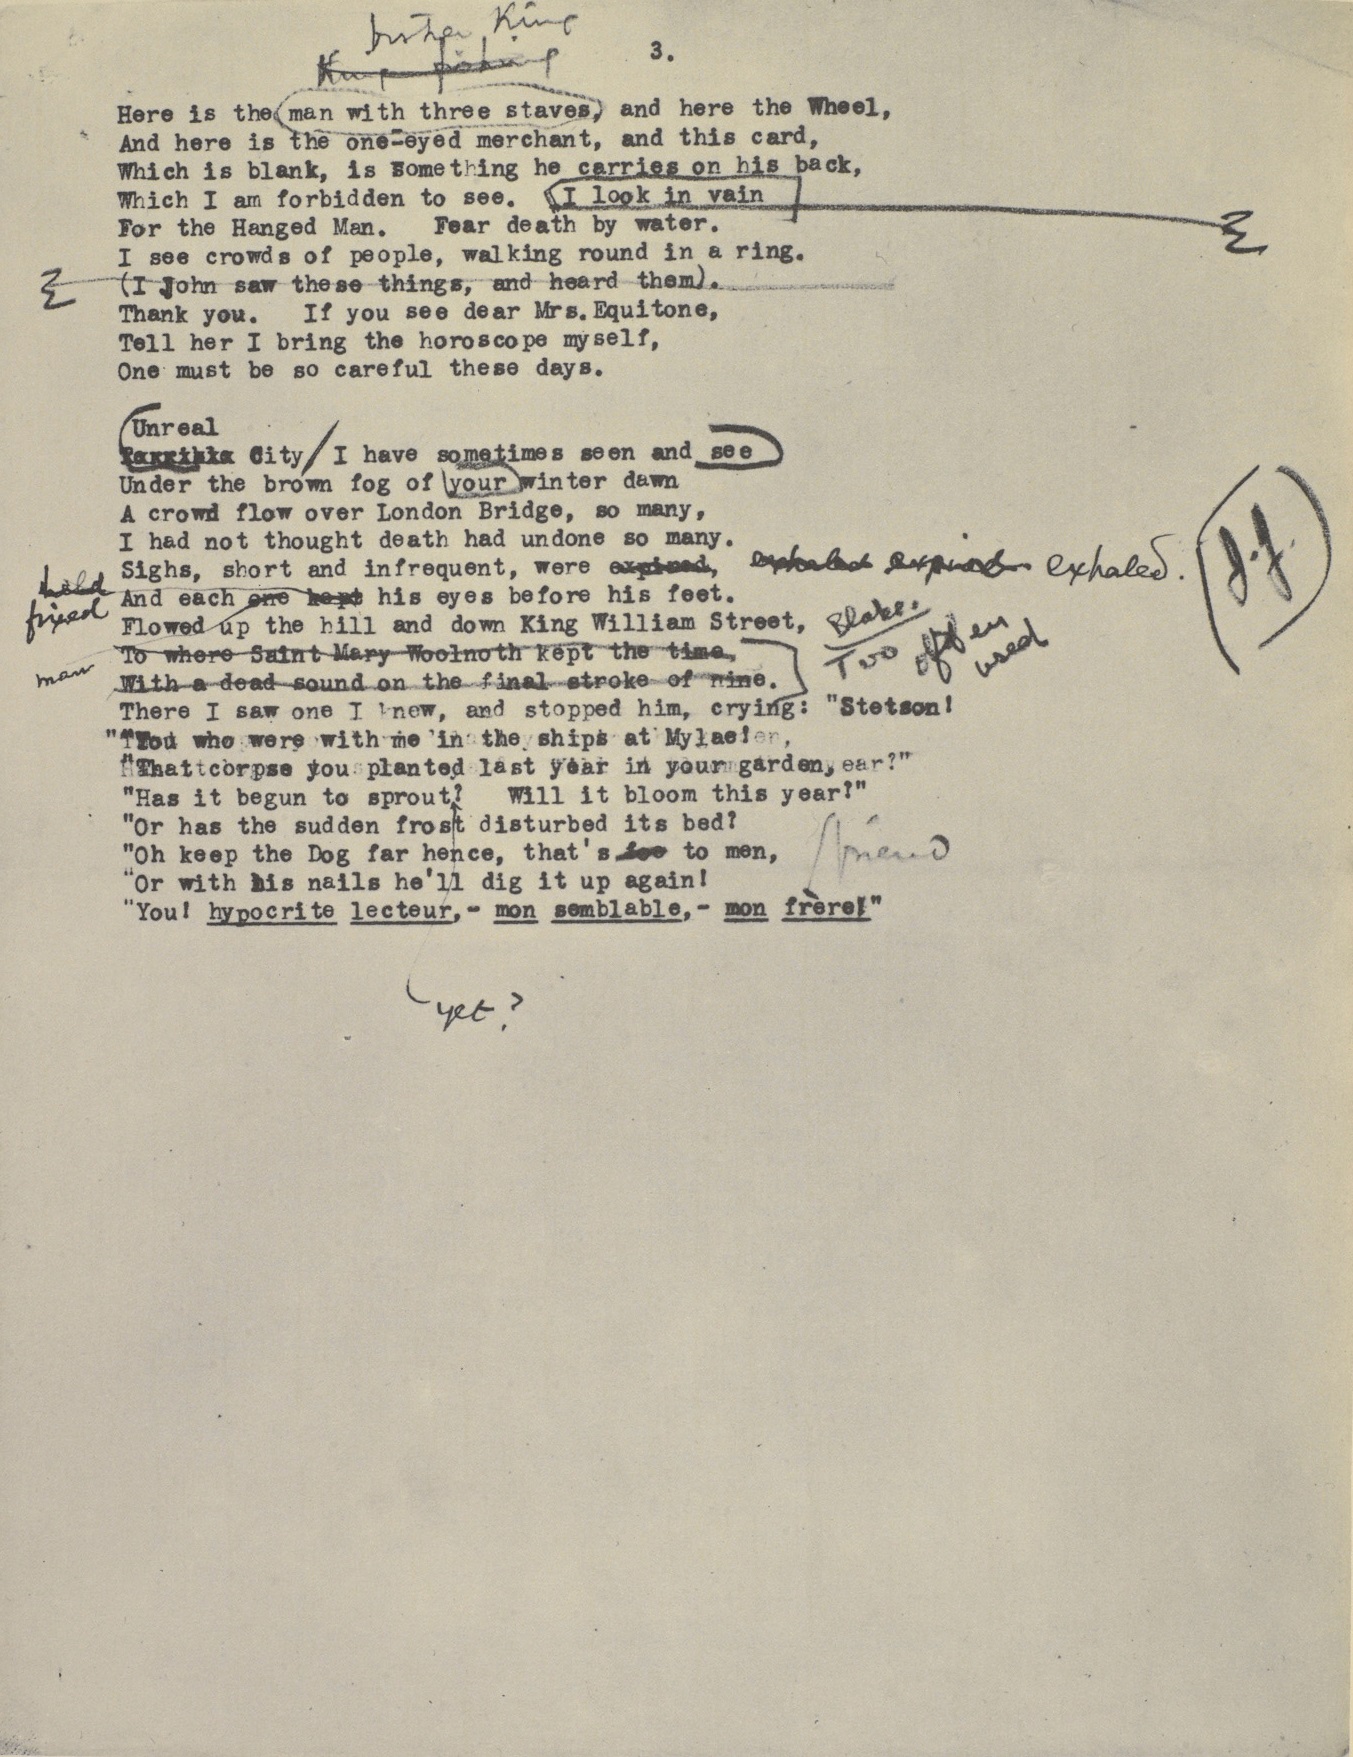 fisher King
King fishing
3.
Here is the man with three staves, and here the Wheel,
And here is the one-eyed merchant, and this card,
Which is blank, is something he carries on his back,
Which I am forbidden to see. (I look in vain
For the Hanged Man. Fear death by water.
I see crowds of people, walking round in a ring.
(I John saw these things, and heard them).
Thank you. If you see dear Mrs. Equitone,
Tell her I bring the horoscope myself,
One must be so careful these days.
Unreal
Terrible City/ I have sometimes seen and see
Under the brown fog of your winter dawn
A crowd flow over London Bridge, so many,
I had not thought death had undone so many.
Sighs, short and infrequent, were expired, exhaled expired exhaled.
J.J.
held
fixed
And each one kept his eyes before his feet.
Flowed up the hill and down King William Street,
Blake.
Too often
used
man
To where Saint Mary Woolnoth kept the time,
With a dead sound on the final stroke of nine.
There I saw one I knew, and stopped him, crying: "Stetson!
"You who were with me in the ships at Mylae!
"That corpse you planted last year in your garden,
"Has it begun to sprout? Will it bloom this year?"
"Or has the sudden frost disturbed its bed?
"Oh keep the Dog far hence, that's foe to men,
friend
"Or with his nails he'll dig it up again!
"You! hypocrite lecteur,- mon semblable,- mon frère!"
yet?